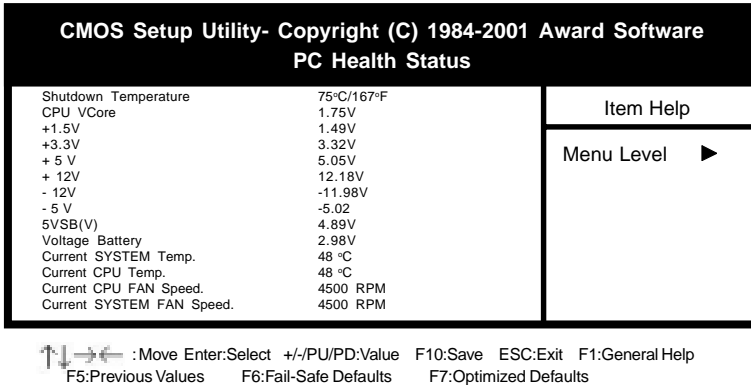 CMOS Setup Utility- Copyright (C) 1984-2001 Award Software
PC Health Status
Shutdown Temperature 75°C/167°F
CPU VCore 1.75V
+1.5V 1.49V
+3.3V 3.32V
+ 5 V 5.05V
+ 12V 12.18V
- 12V -11.98V
- 5 V -5.02
5VSB(V) 4.89V
Voltage Battery 2.98V
Current SYSTEM Temp. 48 °C
Current CPU Temp. 48 °C
Current CPU FAN Speed. 4500 RPM
Current SYSTEM FAN Speed. 4500 RPM
Item Help
Menu Level ▶
↑↓→← : Move Enter:Select +/-/PU/PD:Value F10:Save ESC:Exit F1:General Help
F5:Previous Values F6:Fail-Safe Defaults F7:Optimized Defaults